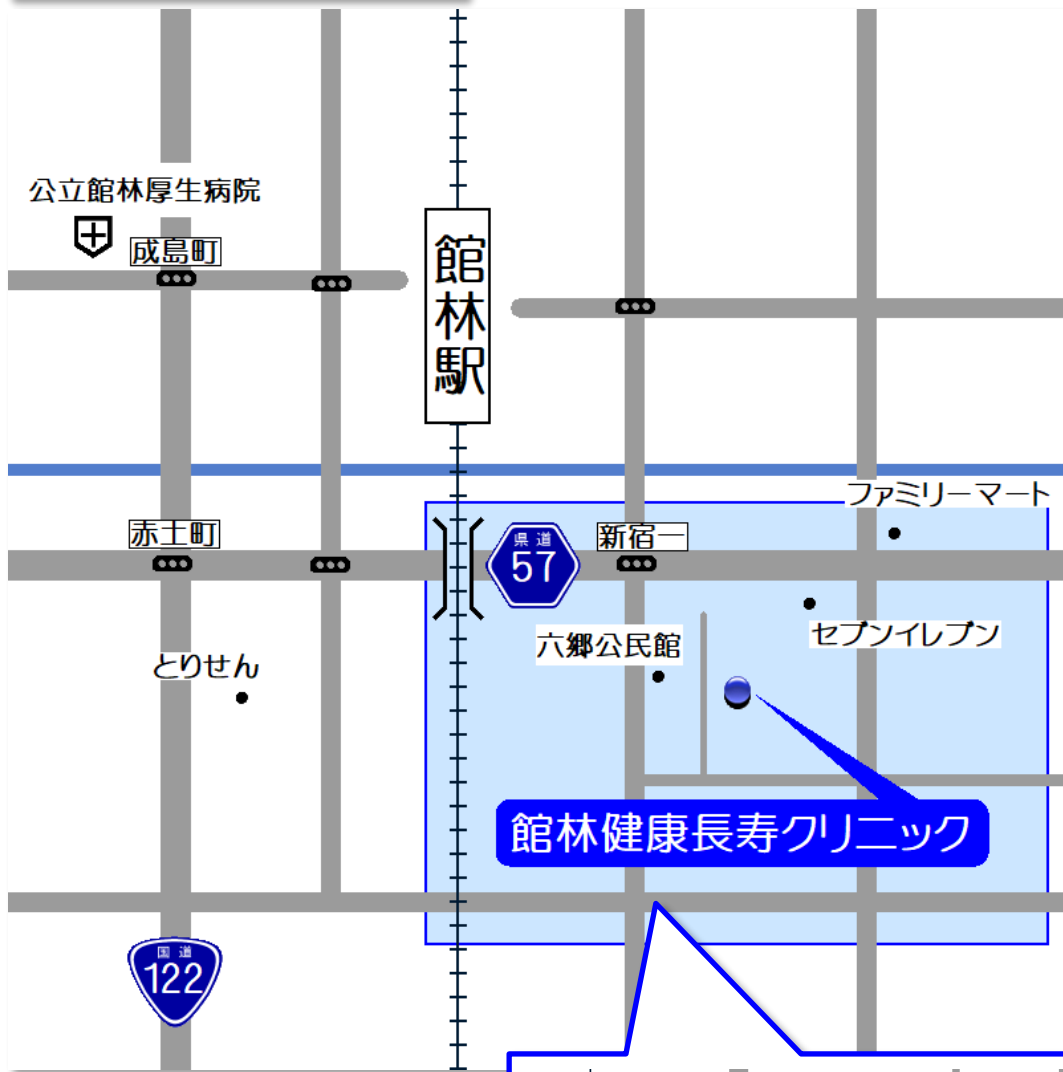 公立館林厚生病院
成島町
館林駅
ファミリーマート
赤土町
県道
57
新宿一
セブンイレブン
六郷公民館
とりせん
館林健康長寿クリニック
国道
122